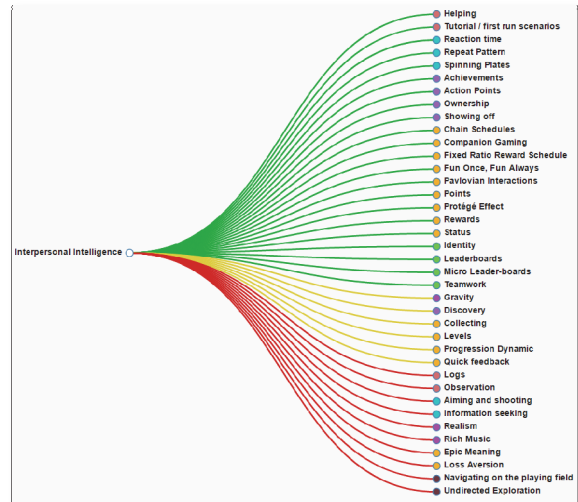 Helping
Tutorial / first run scenarios
Reaction time
Repeat Pattern
Spinning Plates
Achievements
Action Points
Ownership
Showing off
Chain Schedules
Companion Gaming
Fixed Ratio Reward Schedule
Fun Once, Fun Always
Pavlovian Interactions
Points
Protégé Effect
Rewards
Status
Identity
Interpersonal Intelligence
Leaderboards
Micro Leader-boards
Teamwork
Gravity
Discovery
Collecting
Levels
Progression Dynamic
Quick feedback
Logs
Observation
Aiming and shooting
Information seeking
Realism
Rich Music
Epic Meaning
Loss Aversion
Navigating on the playing field
Undirected Exploration